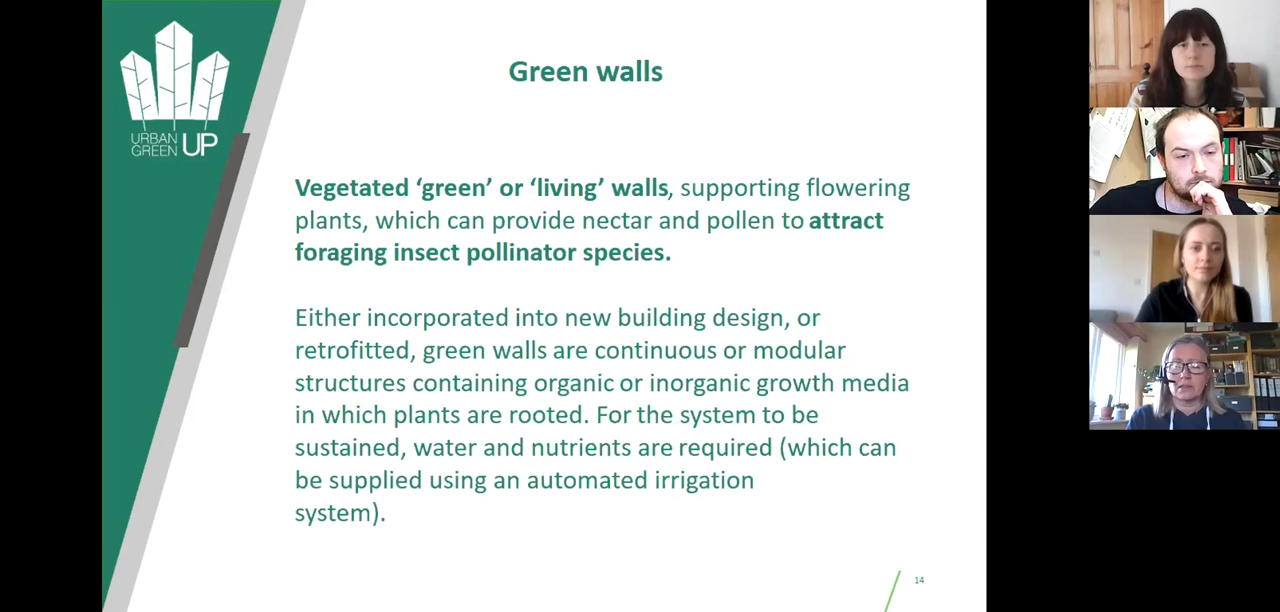 URBAN
GREEN UP
Green walls
Vegetated ‘green’ or ‘living’ walls, supporting flowering
plants, which can provide nectar and pollen to attract
foraging insect pollinator species.
Either incorporated into new building design, or
retrofitted, green walls are continuous or modular
structures containing organic or inorganic growth media
in which plants are rooted. For the system to be
sustained, water and nutrients are required (which can
be supplied using an automated irrigation
system).
14